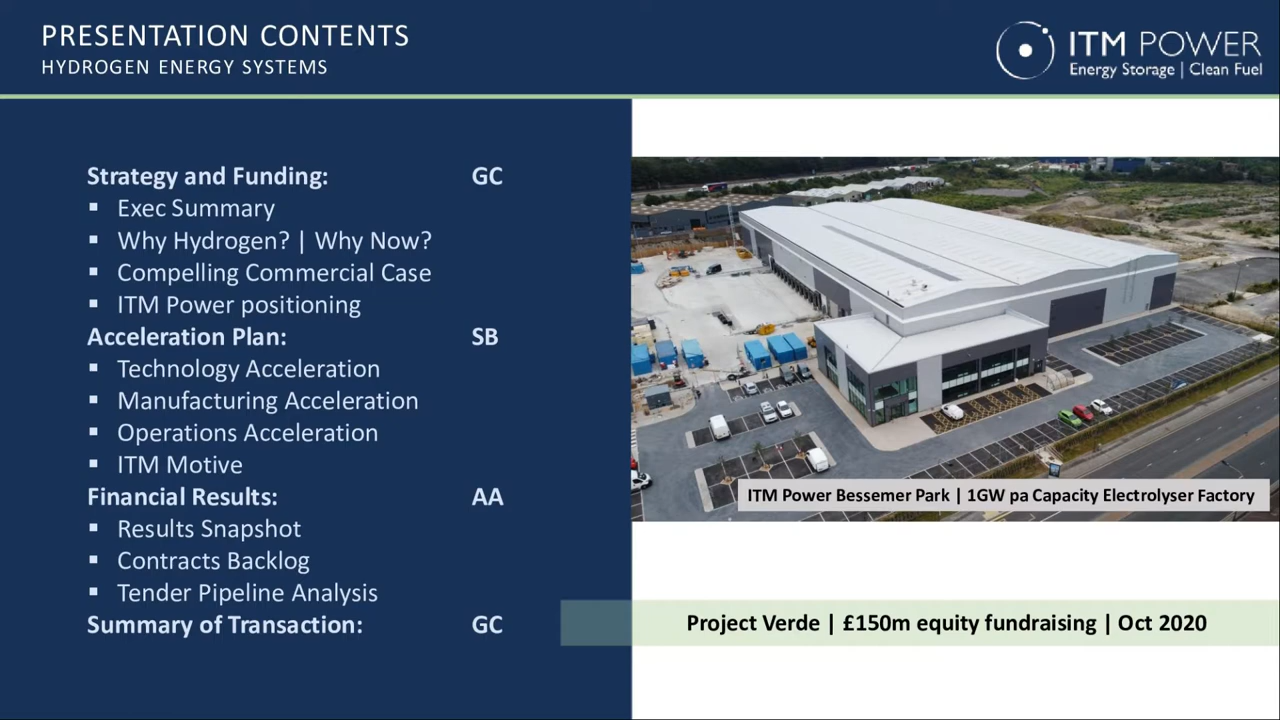 PRESENTATION CONTENTS
HYDROGEN ENERGY SYSTEMS
ITM POWER
Energy Storage | Clean Fuel
Strategy and Funding: GC
▪ Exec Summary
▪ Why Hydrogen? | Why Now?
▪ Compelling Commercial Case
▪ ITM Power positioning
Acceleration Plan: SB
▪ Technology Acceleration
▪ Manufacturing Acceleration
▪ Operations Acceleration
▪ ITM Motive
Financial Results: AA
▪ Results Snapshot
▪ Contracts Backlog
▪ Tender Pipeline Analysis
Summary of Transaction: GC
ITM Power Bessemer Park | 1GW pa Capacity Electrolyser Factory
Project Verde | £150m equity fundraising | Oct 2020